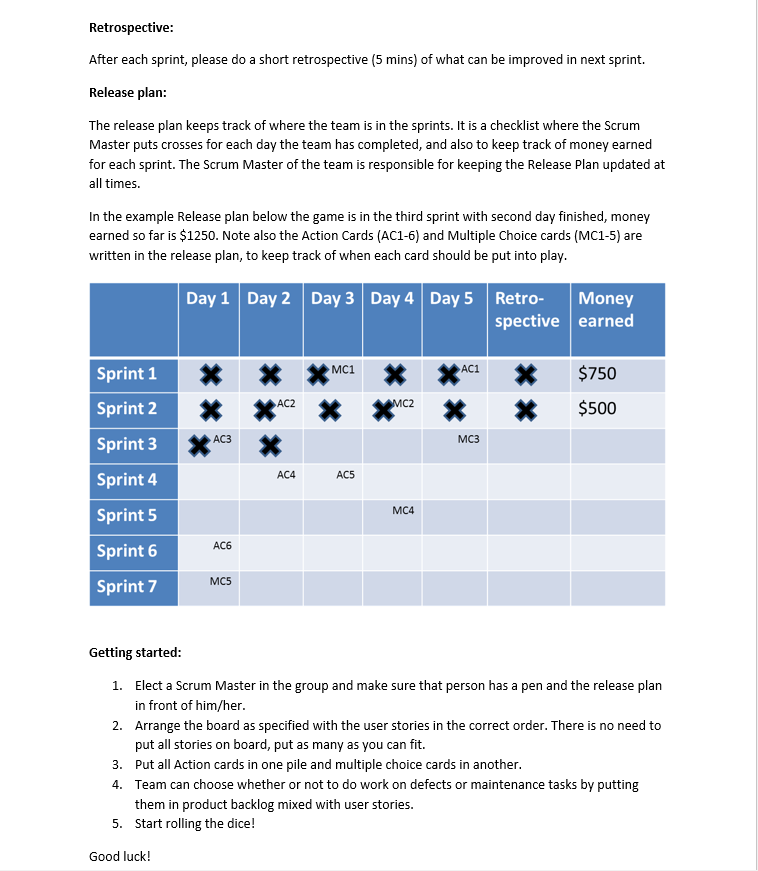 Retrospective:
After each sprint, please do a short retrospective (5 mins) of what can be improved in next sprint.
Release plan:
The release plan keeps track of where the team is in the sprints. It is a checklist where the Scrum
Master puts crosses for each day the team has completed, and also to keep track of money earned
for each sprint. The Scrum Master of the team is responsible for keeping the Release Plan updated at
all times.
In the example Release plan below the game is in the third sprint with second day finished, money
earned so far is $1250. Note also the Action Cards (AC1-6) and Multiple Choice cards (MC1-5) are
written in the release plan, to keep track of when each card should be put into play.
Day 1 Day 2 Day 3 Day 4 Day 5 Retro- Money
spective earned
Sprint 1 MC1 AC1 $750
Sprint 2 AC2 MC2 $500
Sprint 3 AC3 MC3
Sprint 4 AC4 AC5
Sprint 5 MC4
Sprint 6 AC6
Sprint 7 MC5
Getting started:
1. Elect a Scrum Master in the group and make sure that person has a pen and the release plan
in front of him/her.
2. Arrange the board as specified with the user stories in the correct order. There is no need to
put all stories on board, put as many as you can fit.
3. Put all Action cards in one pile and multiple choice cards in another.
4. Team can choose whether or not to do work on defects or maintenance tasks by putting
them in product backlog mixed with user stories.
5. Start rolling the dice!
Good luck!